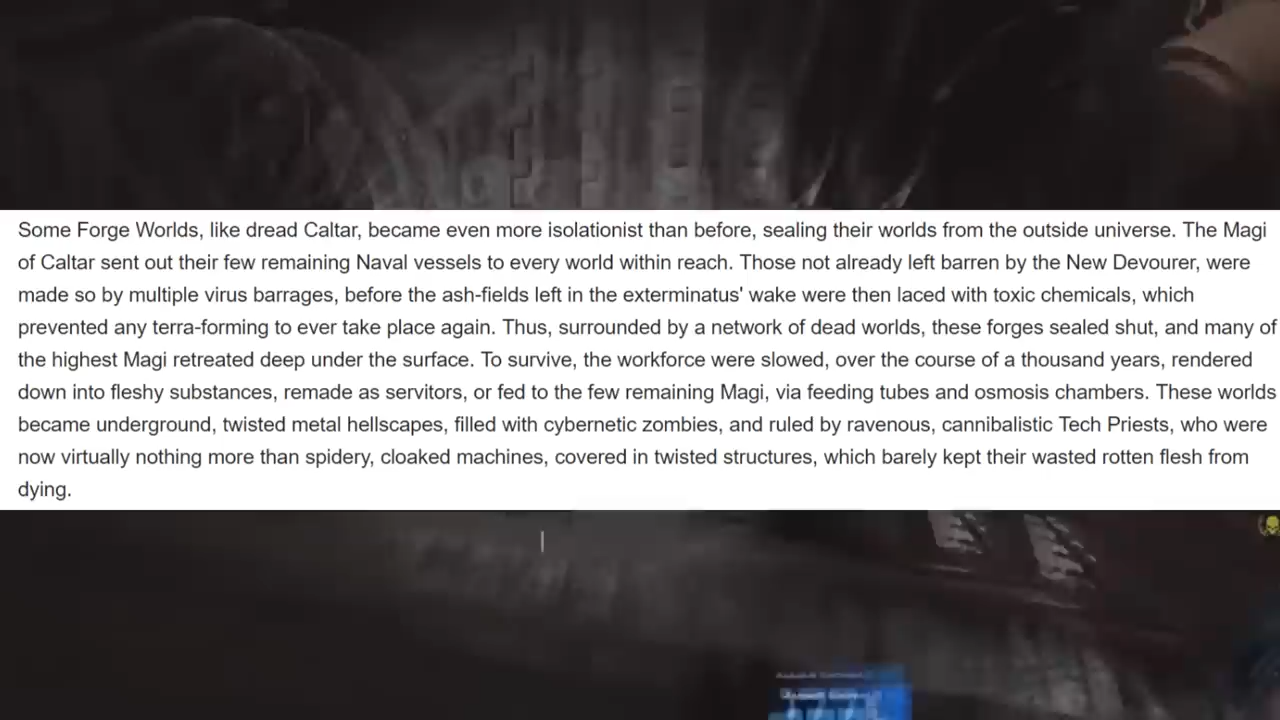 Some Forge Worlds, like dread Caltar, became even more isolationist than before, sealing their worlds from the outside universe. The Magi
of Caltar sent out their few remaining Naval vessels to every world within reach. Those not already left barren by the New Devourer, were
made so by multiple virus barrages, before the ash-fields left in the exterminatus' wake were then laced with toxic chemicals, which
prevented any terra-forming to ever take place again. Thus, surrounded by a network of dead worlds, these forges sealed shut, and many of
the highest Magi retreated deep under the surface. To survive, the workforce were slowed, over the course of a thousand years, rendered
down into fleshy substances, remade as servitors, or fed to the few remaining Magi, via feeding tubes and osmosis chambers. These worlds
became underground, twisted metal hellscapes, filled with cybernetic zombies, and ruled by ravenous, cannibalistic Tech Priests, who were
now virtually nothing more than spidery, cloaked machines, covered in twisted structures, which barely kept their wasted rotten flesh from
dying.